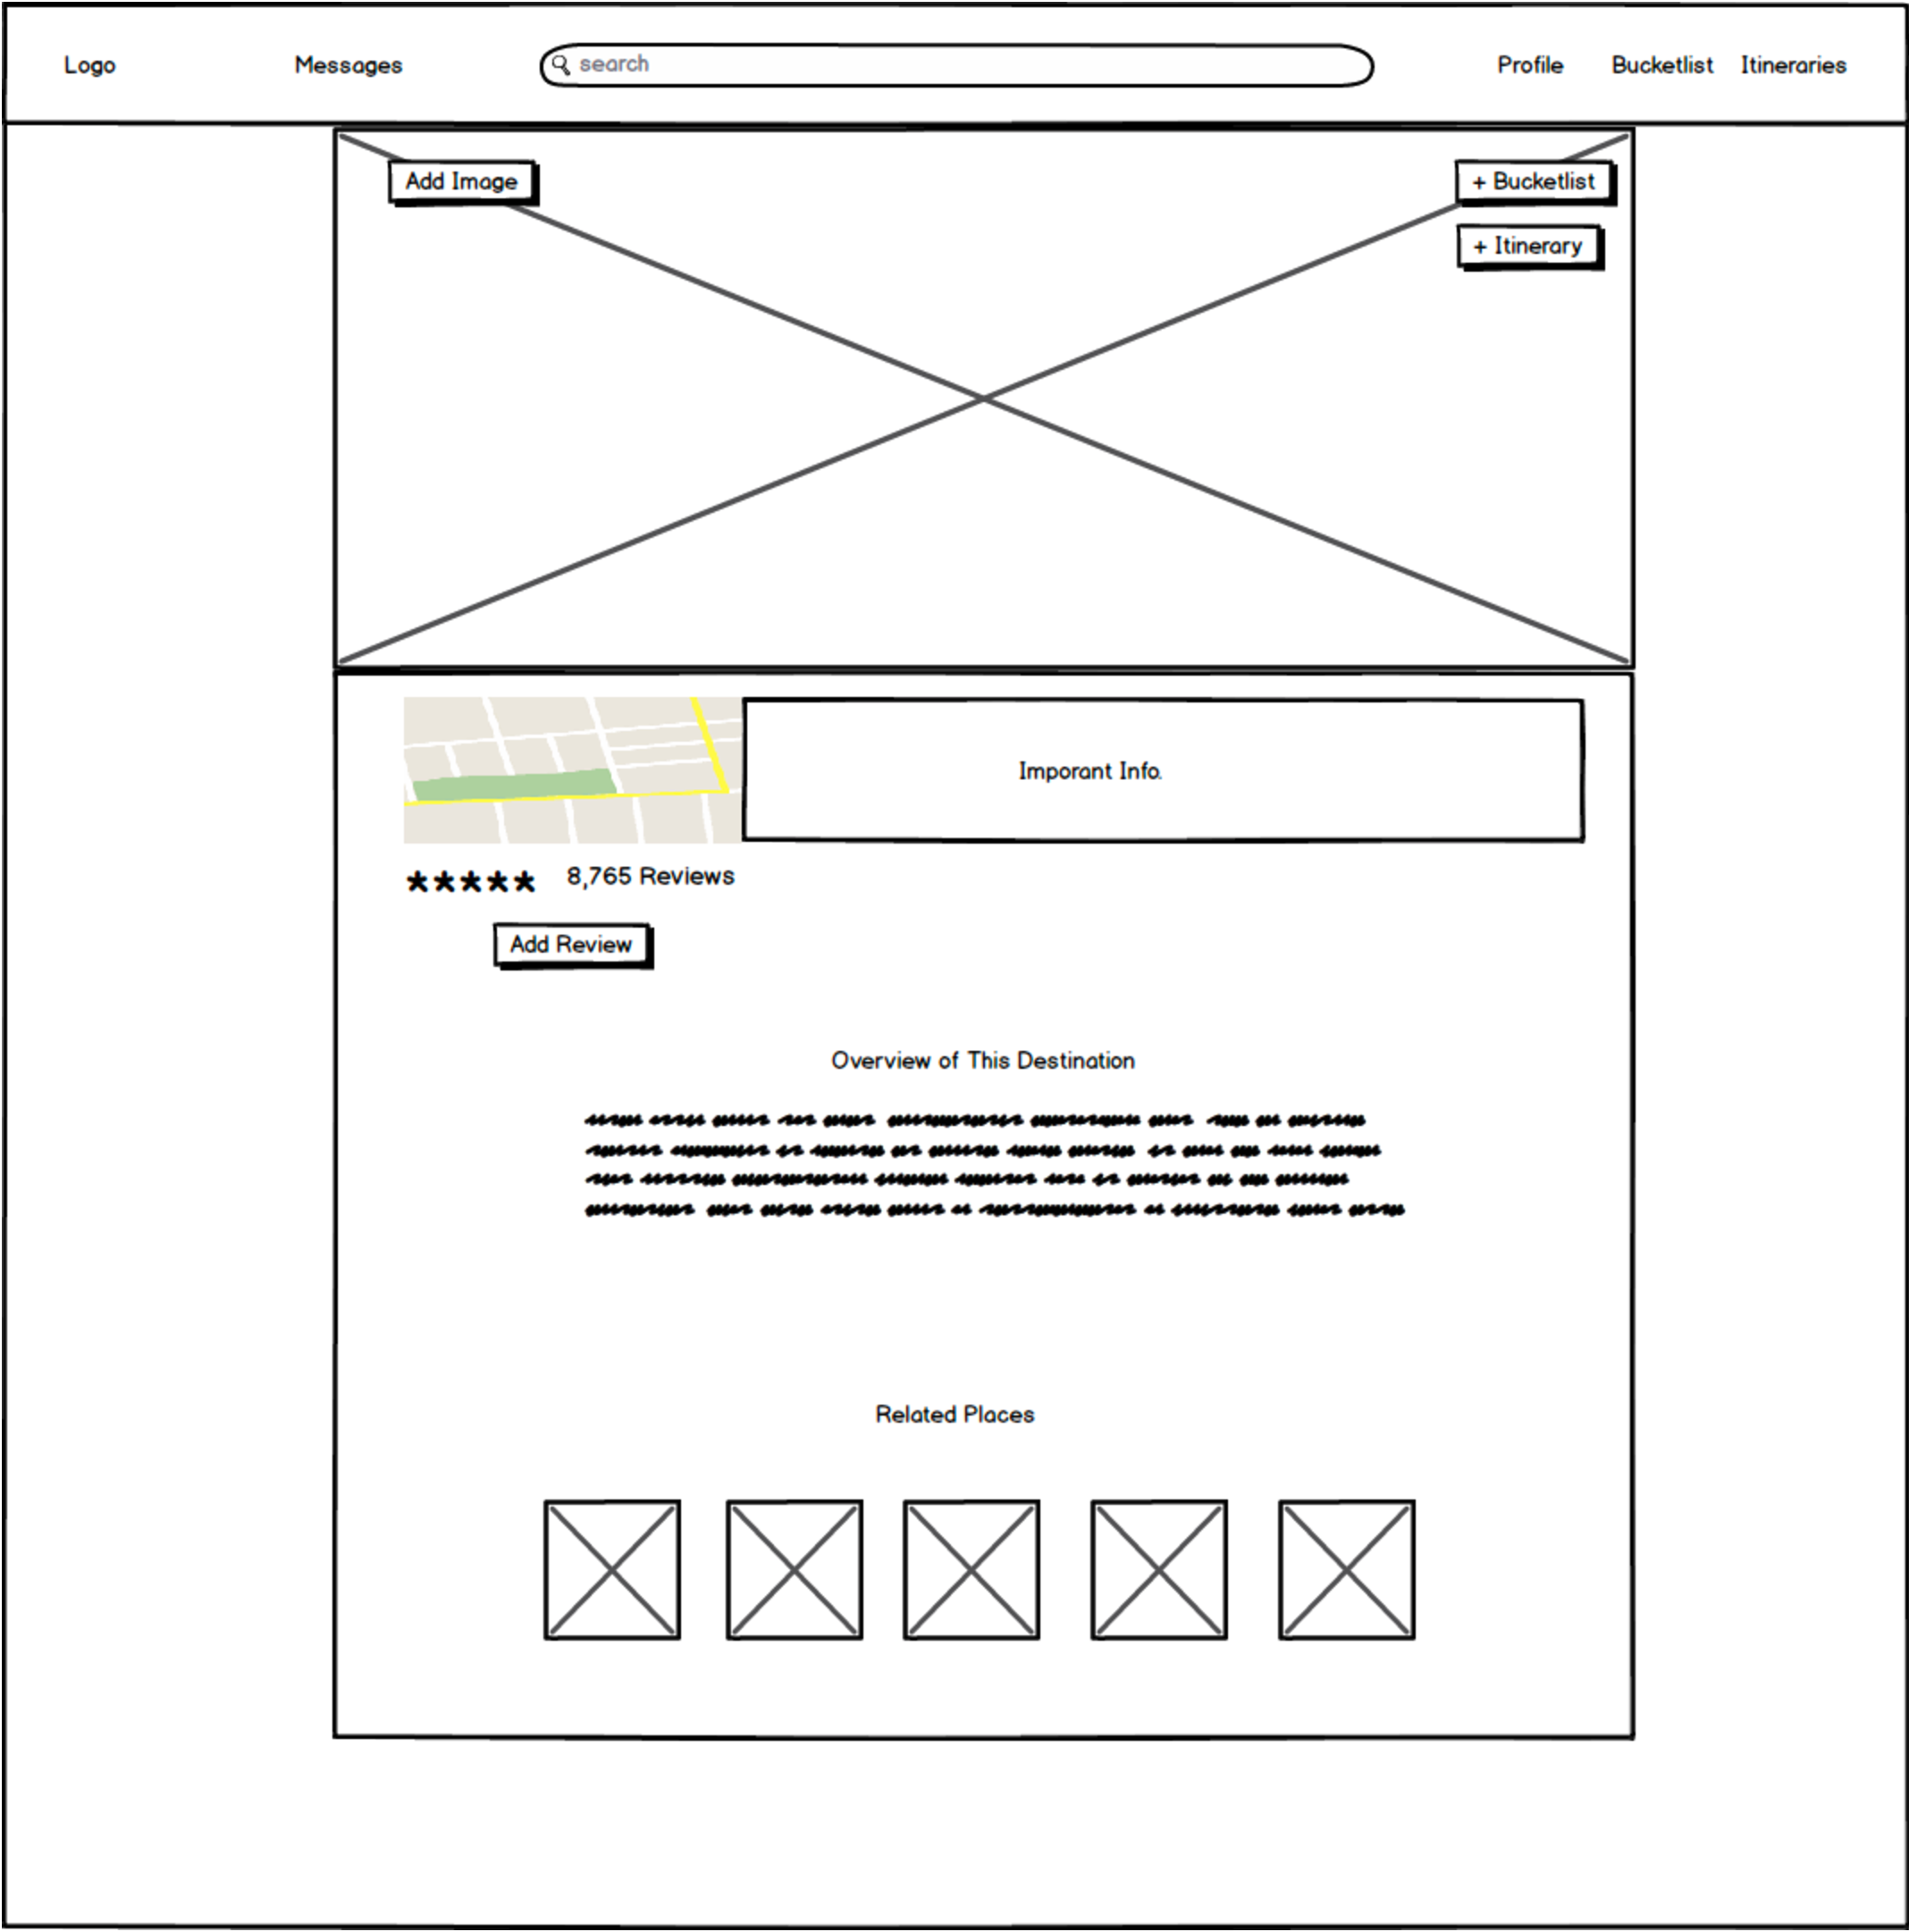 Logo
Messages
search
Profile
Bucketlist
Itineraries
Add Image
+ Bucketlist
+ Itinerary
Imporant Info.
8,765 Reviews
Add Review
Overview of This Destination
Related Places